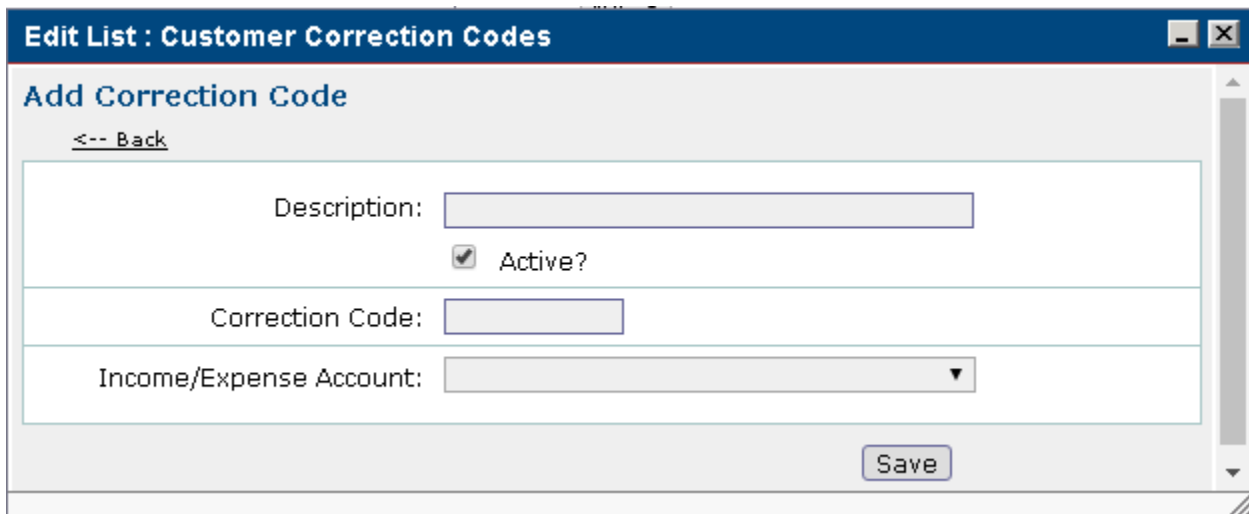 Edit List : Customer Correction Codes
Add Correction Code
<-- Back
Description:
Active?
Correction Code:
Income/Expense Account:
Save